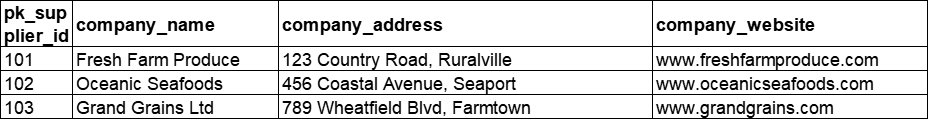 pk_sup
plier_id company_name company_address company_website
101 Fresh Farm Produce 123 Country Road, Ruralville www.freshfarmproduce.com
102 Oceanic Seafoods 456 Coastal Avenue, Seaport www.oceanicseafoods.com
103 Grand Grains Ltd 789 Wheatfield Blvd, Farmtown www.grandgrains.com